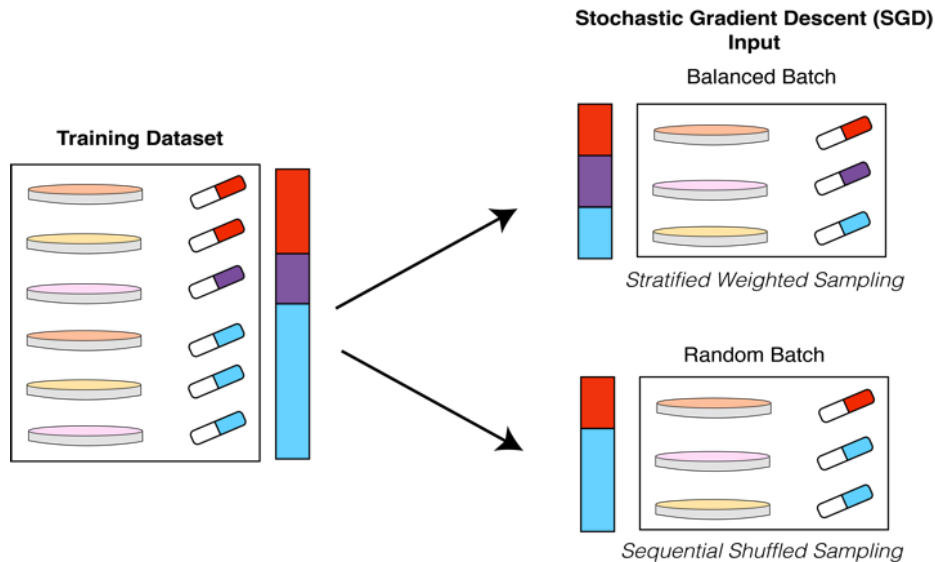 Stochastic Gradient Descent (SGD)
Input
Balanced Batch
Training Dataset
Stratified Weighted Sampling
Random Batch
Sequential Shuffled Sampling